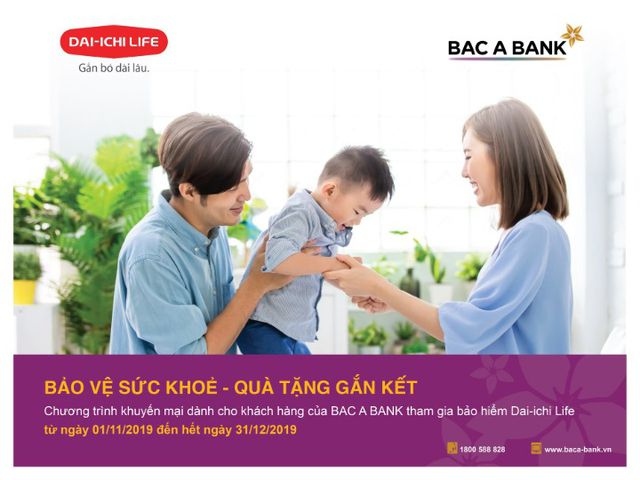 DAI-ICHI LIFE
Gắn bó dài lâu.
BAC A BANK
BẢO VỆ SỨC KHOẺ - QUÀ TẶNG GẮN KẾT
Chương trình khuyến mại dành cho khách hàng của BAC A BANK tham gia bảo hiểm Dai-ichi Life
từ ngày 01/11/2019 đến hết ngày 31/12/2019
1800 588 828
www.baca-bank.vn